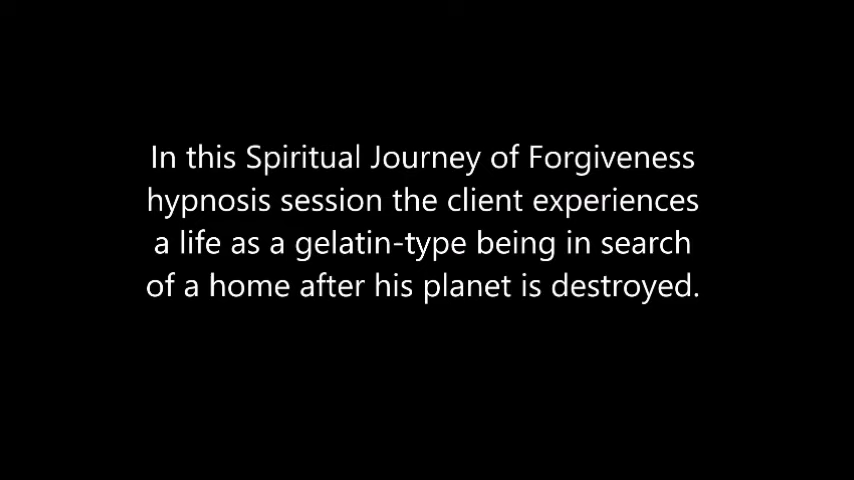 In this Spiritual Journey of Forgiveness
hypnosis session the client experiences
a life as a gelatin-type being in search
of a home after his planet is destroyed.